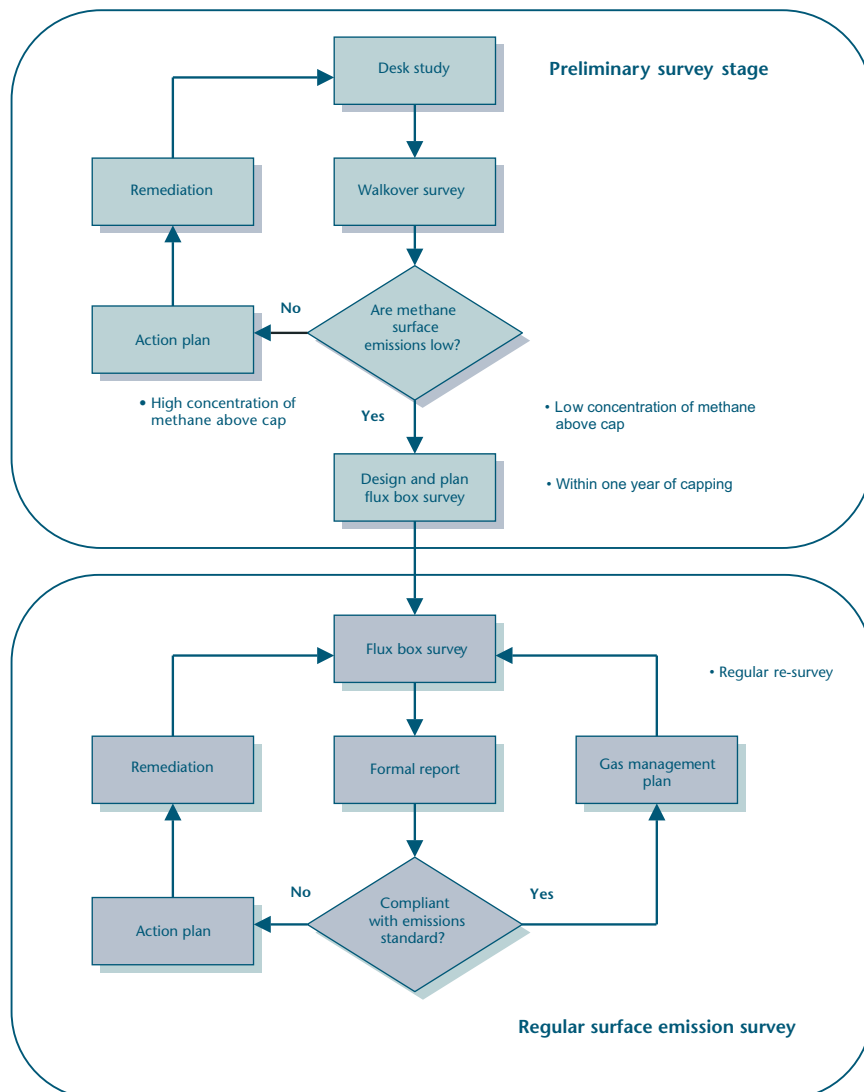 Desk study
Preliminary survey stage
Remediation
Walkover survey
No
Are methane
surface
emissions low?
Action plan
• High concentration of
methane above cap
Yes
• Low concentration of methane
above cap
Design and plan
flux box survey
• Within one year of capping
Flux box survey
• Regular re-survey
Remediation
Formal report
Gas management
plan
No
Compliant
with emissions
standard?
Yes
Action plan
Regular surface emission survey